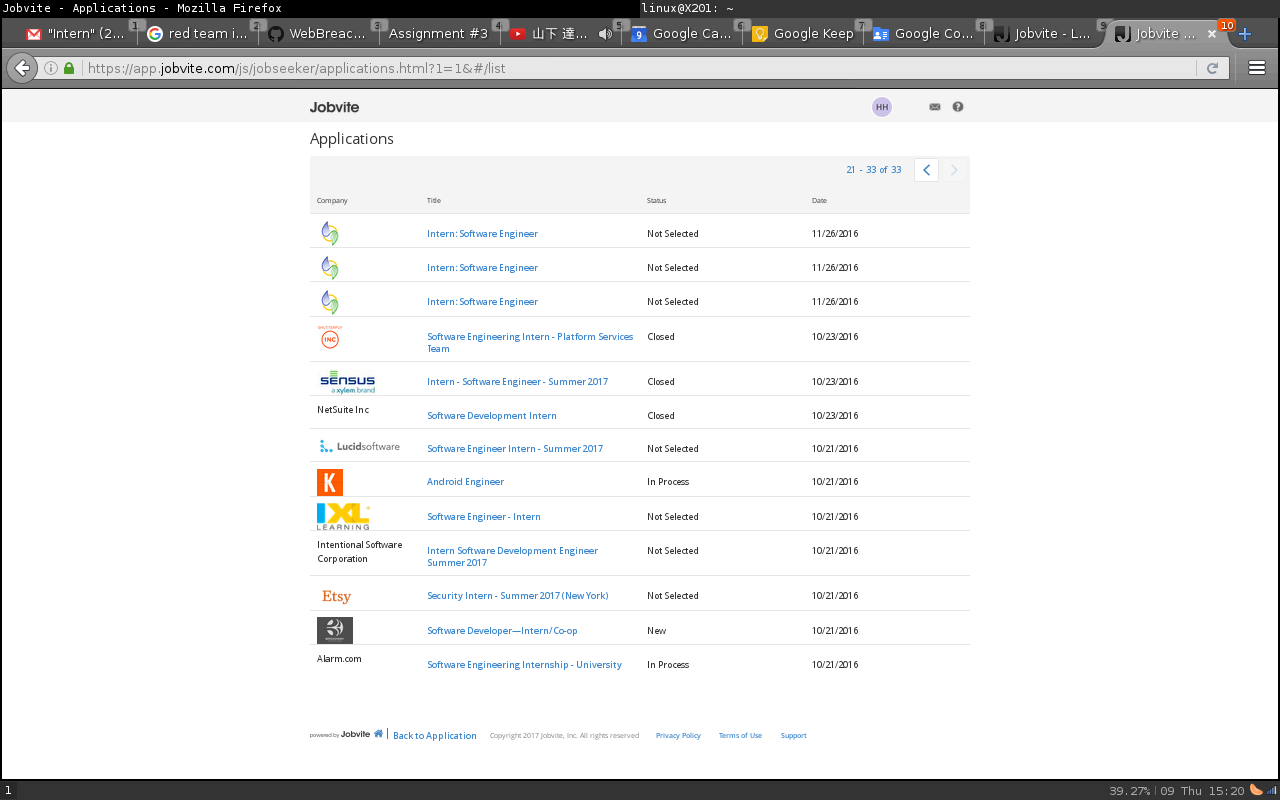 Jobvite - Applications - Mozilla Firefox
linux@X201: ~
1 2 3 4 5 6 7 8 9 10
"Intern" (2... red team i... WebBreac... Assignment #3 山下 達... Google Ca... Google Keep Google Co... Jobvite - L... Jobvite ...
https://app.jobvite.com/js/jobseeker/applications.html?1=1&#/list
Jobvite HH
Applications
21 - 33 of 33
Company Title Status Date
Intern: Software Engineer Not Selected 11/26/2016
Intern: Software Engineer Not Selected 11/26/2016
Intern: Software Engineer Not Selected 11/26/2016
SHUTTERFLY
INC
Software Engineering Intern - Platform Services Closed 10/23/2016
Team
SENSUS
a xylem brand
Intern - Software Engineer - Summer 2017 Closed 10/23/2016
NetSuite Inc
Software Development Intern Closed 10/23/2016
Lucidsoftware Software Engineer Intern - Summer 2017 Not Selected 10/21/2016
K Android Engineer In Process 10/21/2016
IXL
LEARNING
Software Engineer - Intern Not Selected 10/21/2016
Intentional Software
Corporation
Intern Software Development Engineer Not Selected 10/21/2016
Summer 2017
Etsy Security Intern - Summer 2017 (New York) Not Selected 10/21/2016
Software Developer—Intern/Co-op New 10/21/2016
Alarm.com
Software Engineering Internship - University In Process 10/21/2016
powered by Jobvite | Back to Application Copyright 2017 Jobvite, Inc. All rights reserved Privacy Policy Terms of Use Support
1 39.27% | 09 Thu 15:20